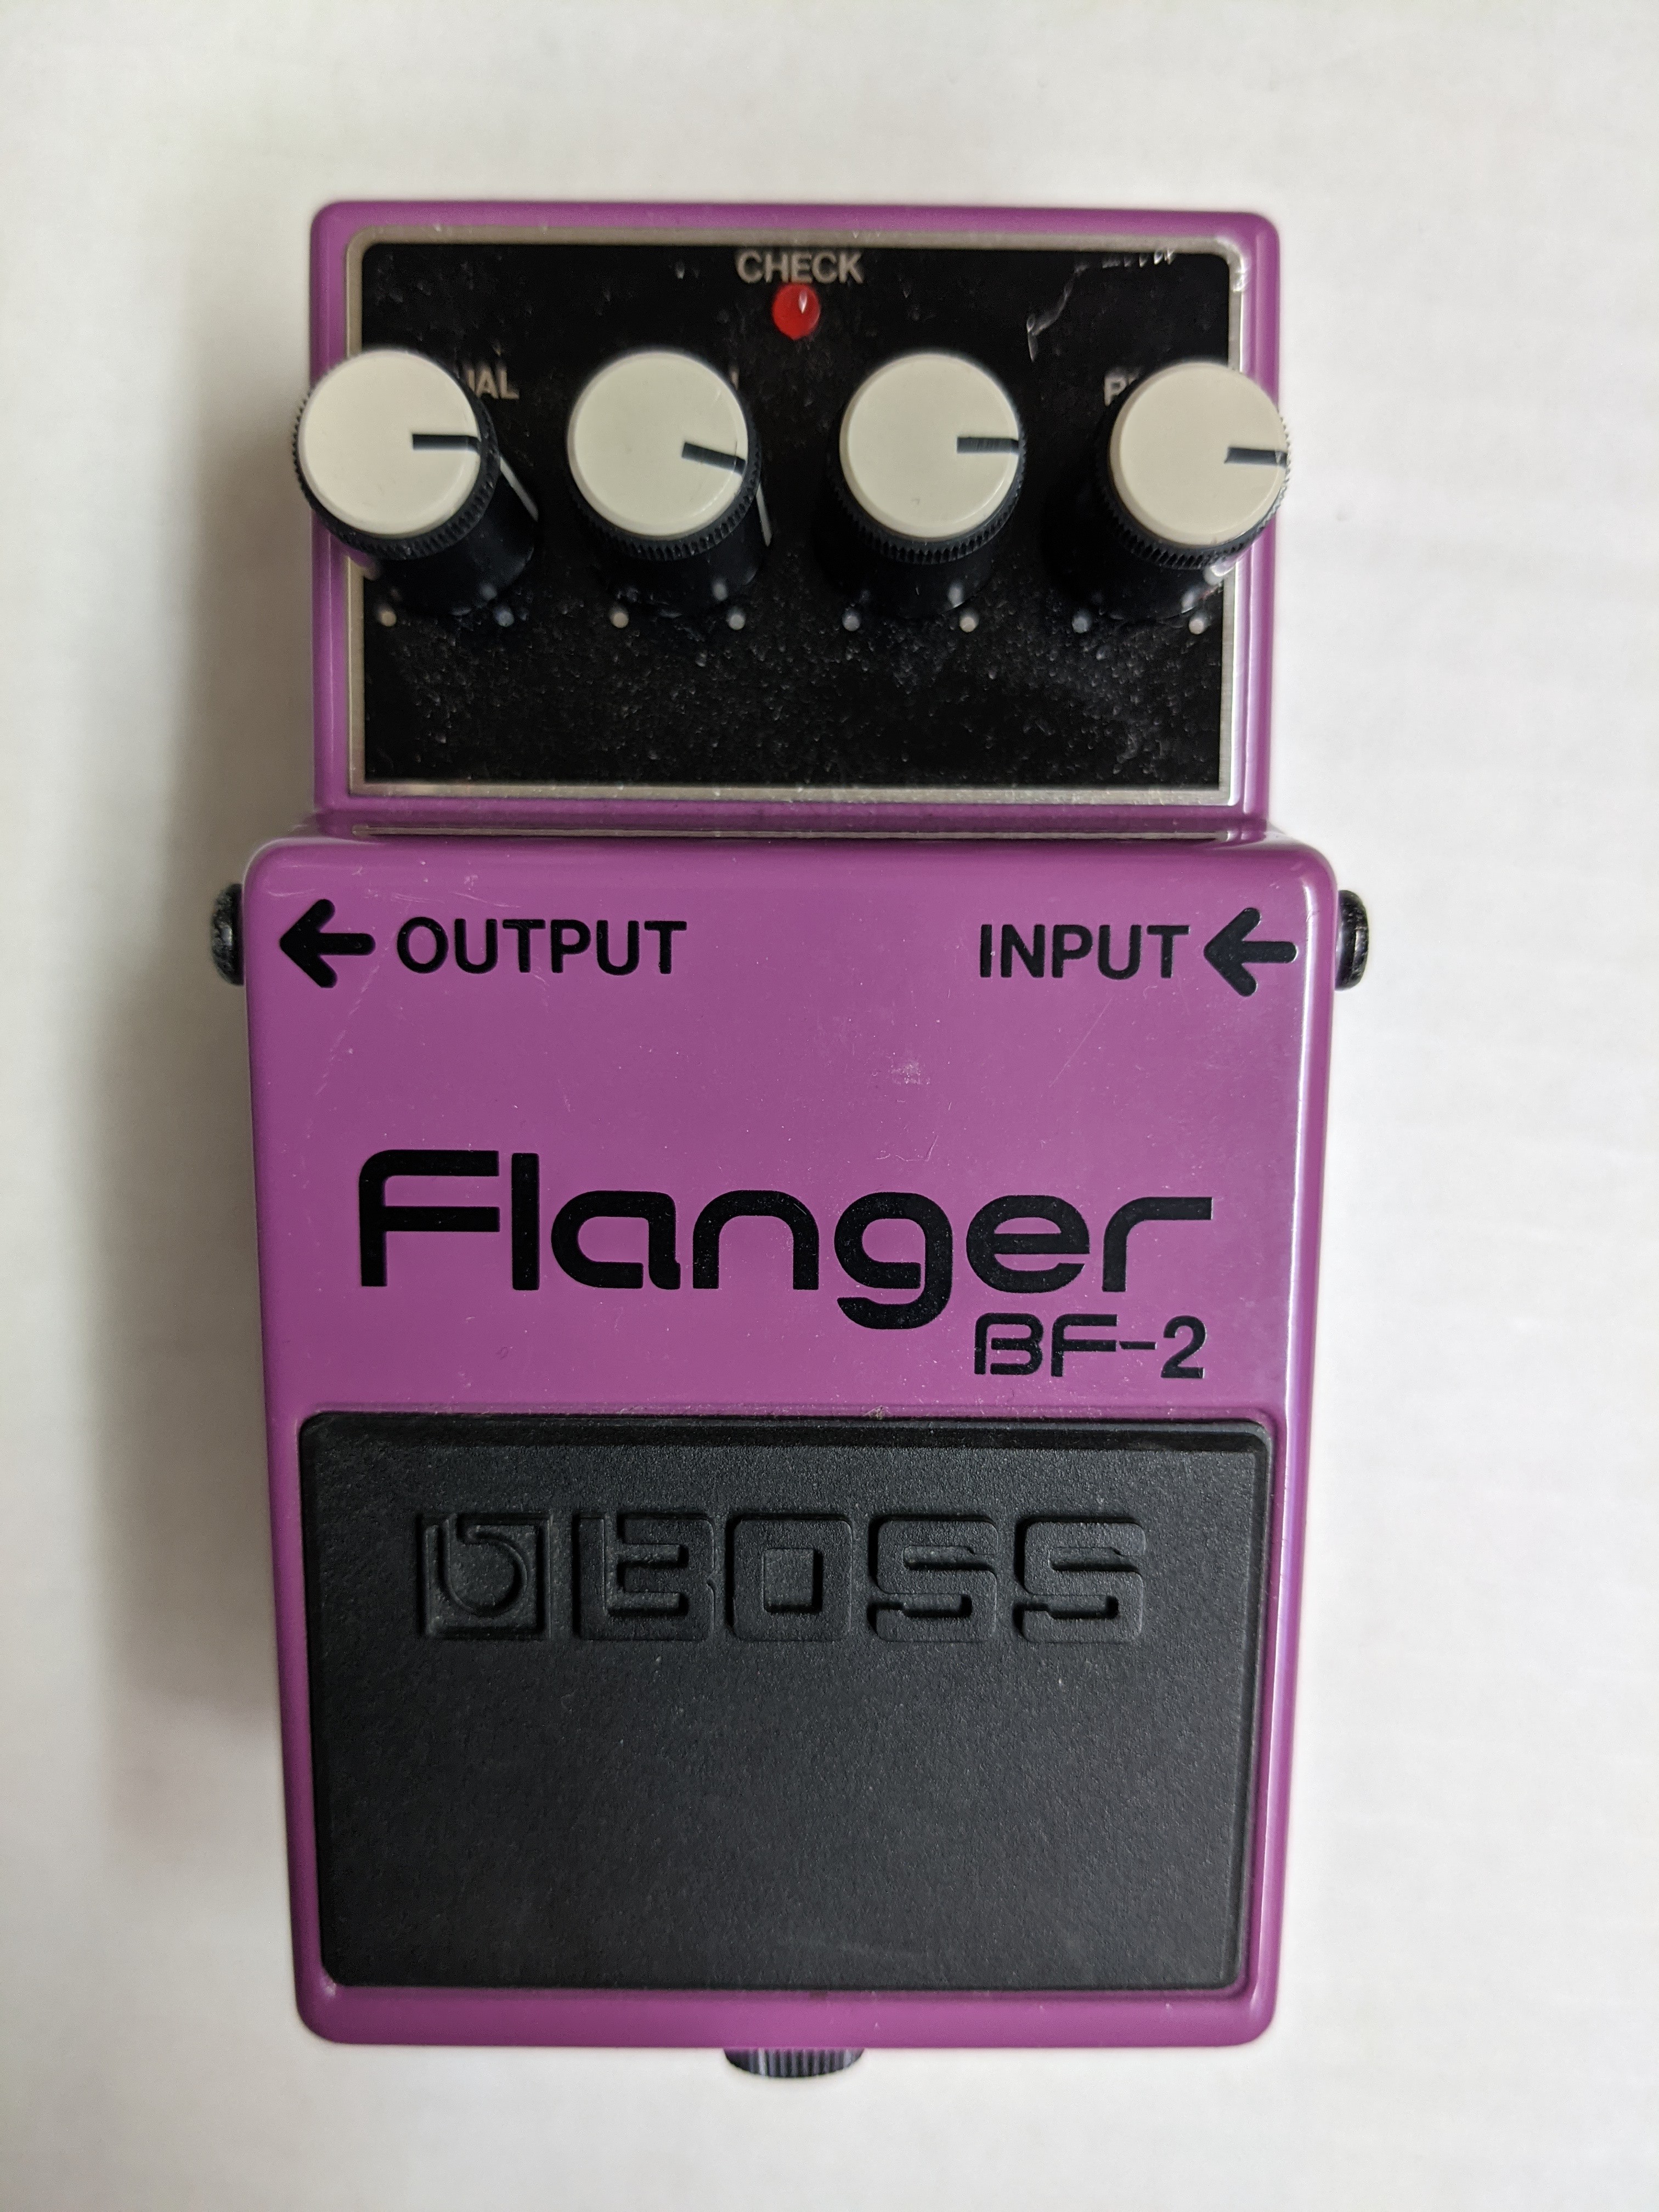 CHECK
← OUTPUT INPUT ←
Flanger
BF-2
BOSS